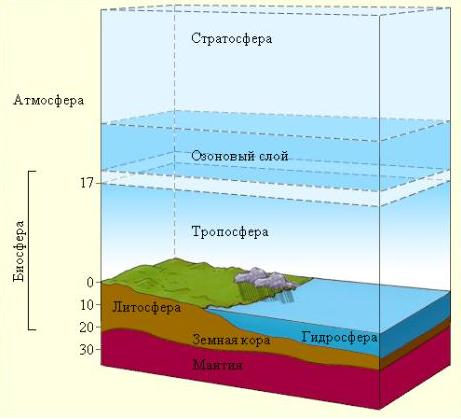 Стратосфера
Атмосфера
Озоновый слой
17
Тропосфера
Биосфера
0
Литосфера
10
20
Земная кора
Гидросфера
30
Мантия